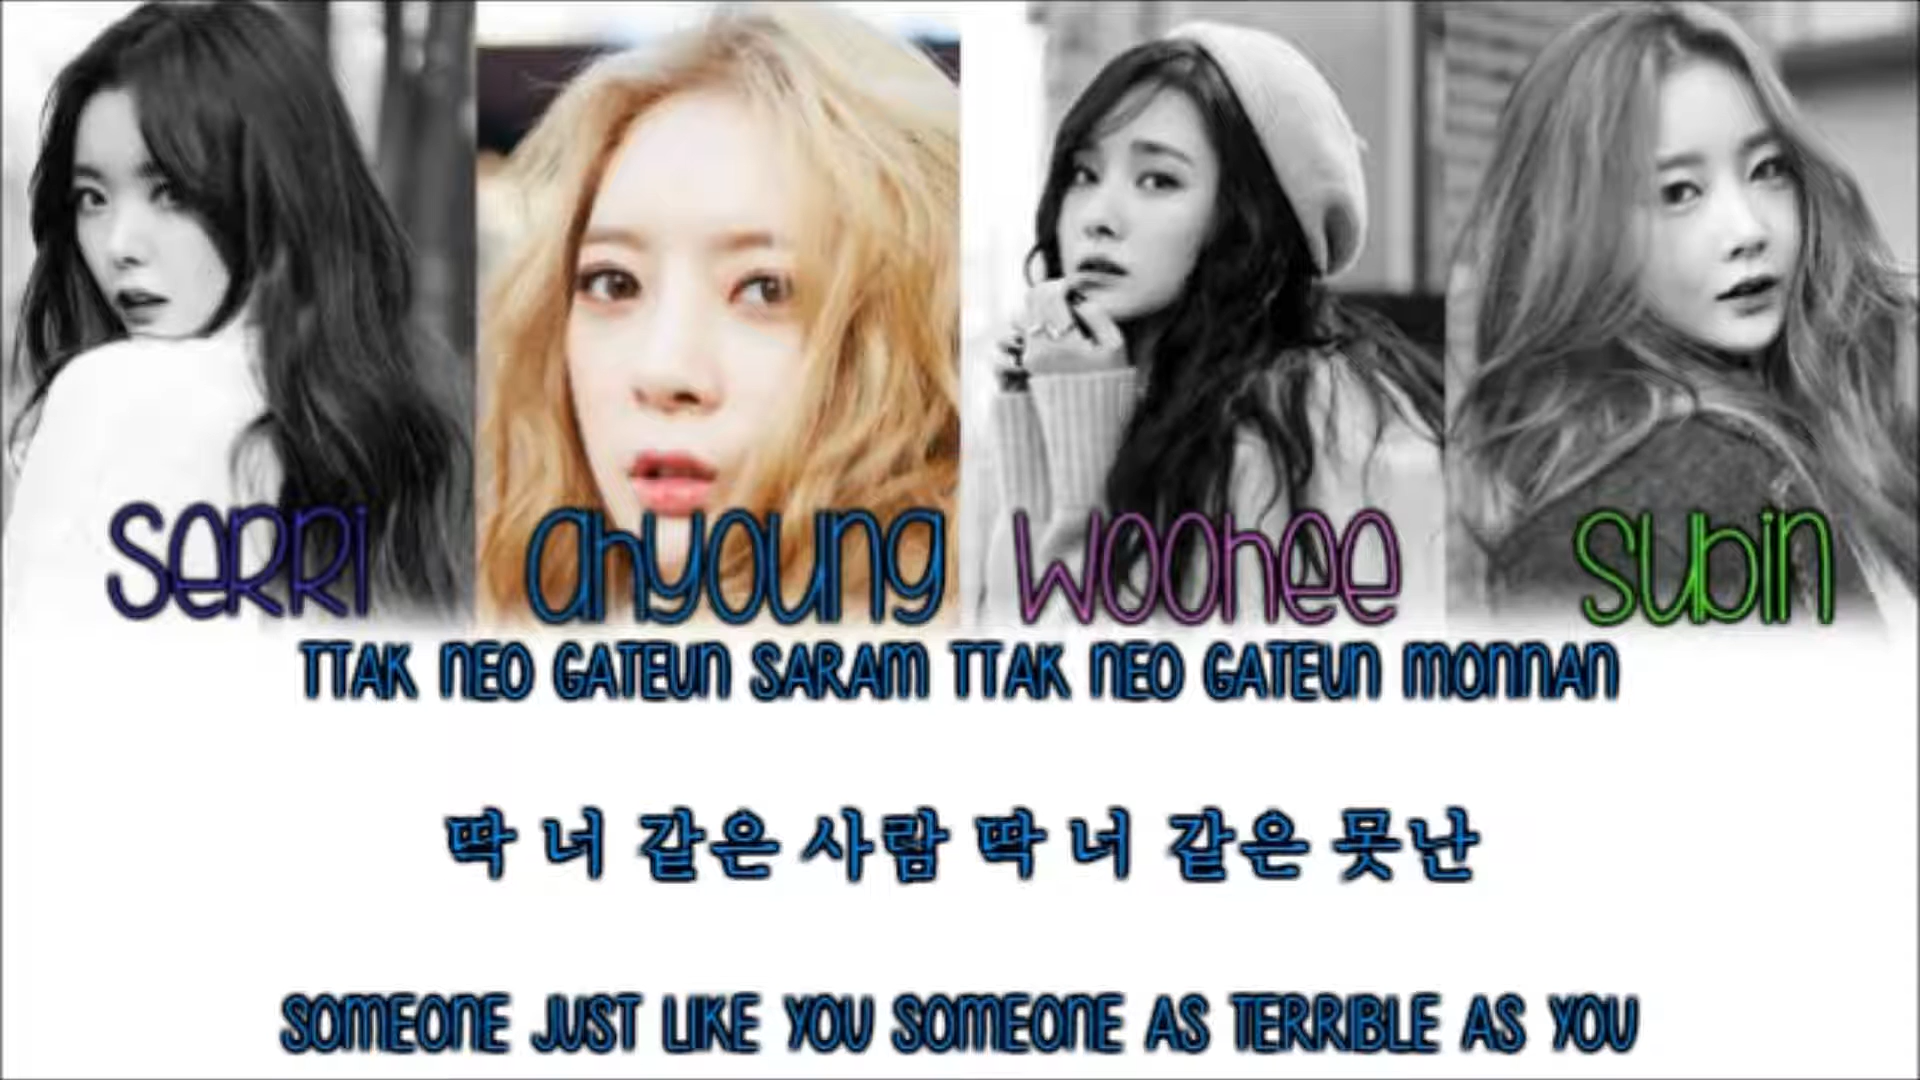 SERRI
ahyoung
woohee
subin
TTAK NEO GATEUN SARAM TTAK NEO GATEUN MONNAN
딱 너 같은 사람 딱 너 같은 못난
SOMEONE JUST LIKE YOU SOMEONE AS TERRIBLE AS YOU